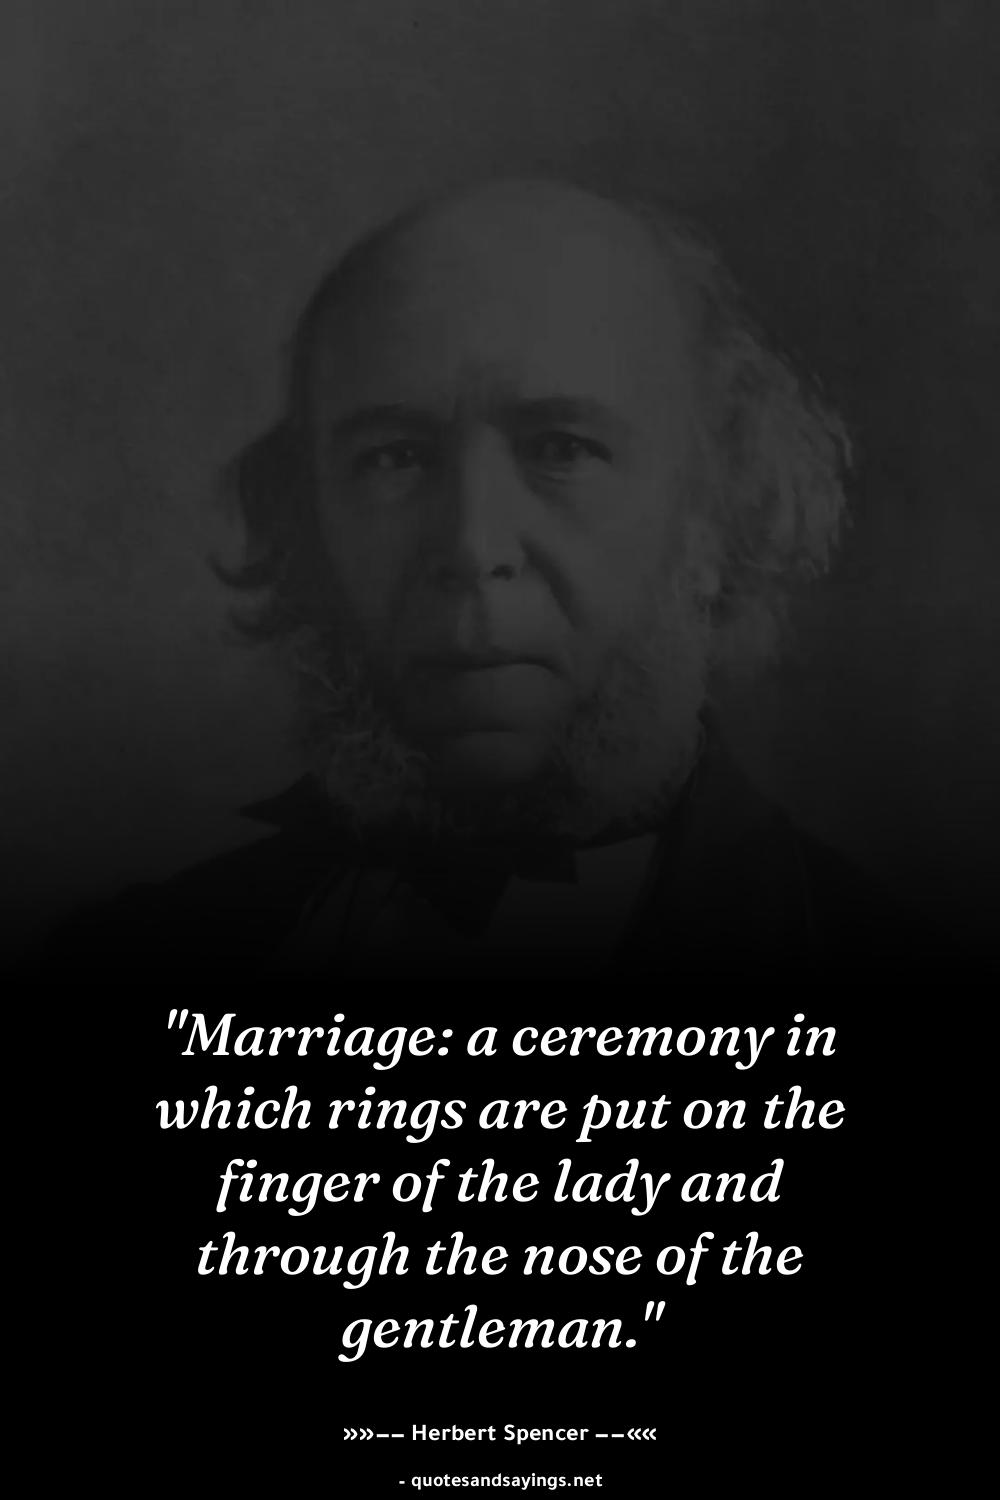 "Marriage: a ceremony in
which rings are put on the
finger of the lady and
through the nose of the
gentleman."
»»–– Herbert Spencer ––««
- quotesandsayings.net